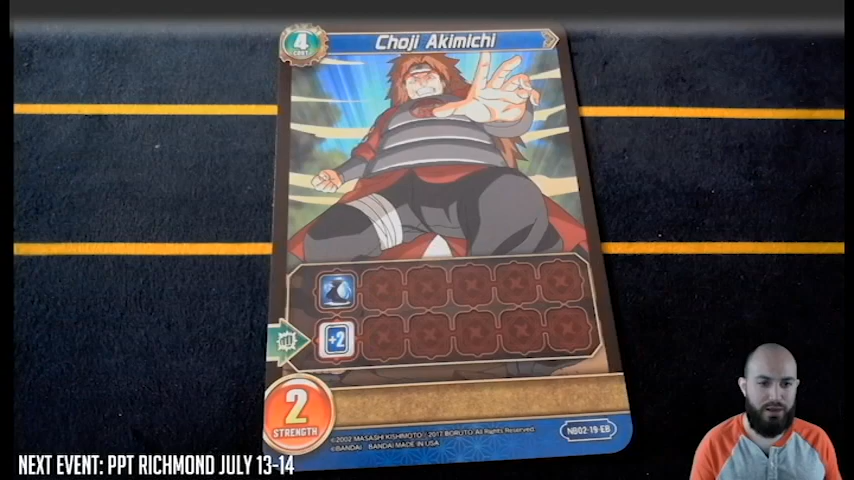 4
COST
Choji Akimichi
+2
2
STRENGTH
©2002 MASASHI KISHIMOTO / 2017 BORUTO All Rights Reserved.
©BANDAI BANDAI MADE IN USA
NB02-19-EB
NEXT EVENT: PPT RICHMOND JULY 13-14